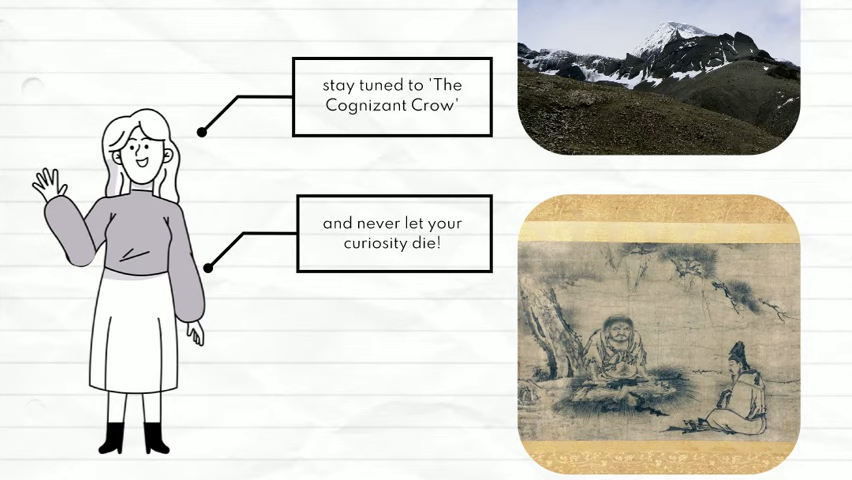 stay tuned to 'The
Cognizant Crow'
and never let your
curiosity die!